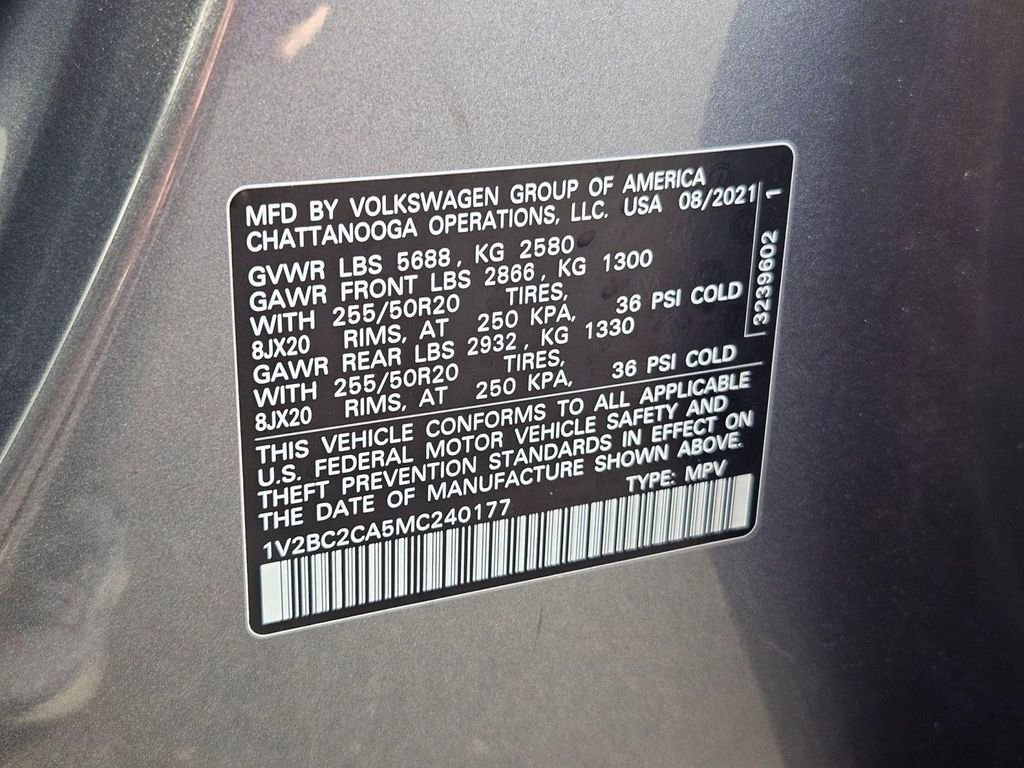 MFD BY VOLKSWAGEN GROUP OF AMERICA
CHATTANOOGA OPERATIONS, LLC. USA 08/2021
GVWR LBS 5688, KG 2580
GAWR FRONT LBS 2866, KG 1300
WITH 255/50R20 TIRES,
8JX20 RIMS, AT 250 KPA, 36 PSI COLD
GAWR REAR LBS 2932, KG 1330
WITH 255/50R20 TIRES,
8JX20 RIMS, AT 250 KPA, 36 PSI COLD
THIS VEHICLE CONFORMS TO ALL APPLICABLE
U.S. FEDERAL MOTOR VEHICLE SAFETY AND
THEFT PREVENTION STANDARDS IN EFFECT ON
THE DATE OF MANUFACTURE SHOWN ABOVE.
1V2BC2CA5MC240177 TYPE: MPV
3239602 1